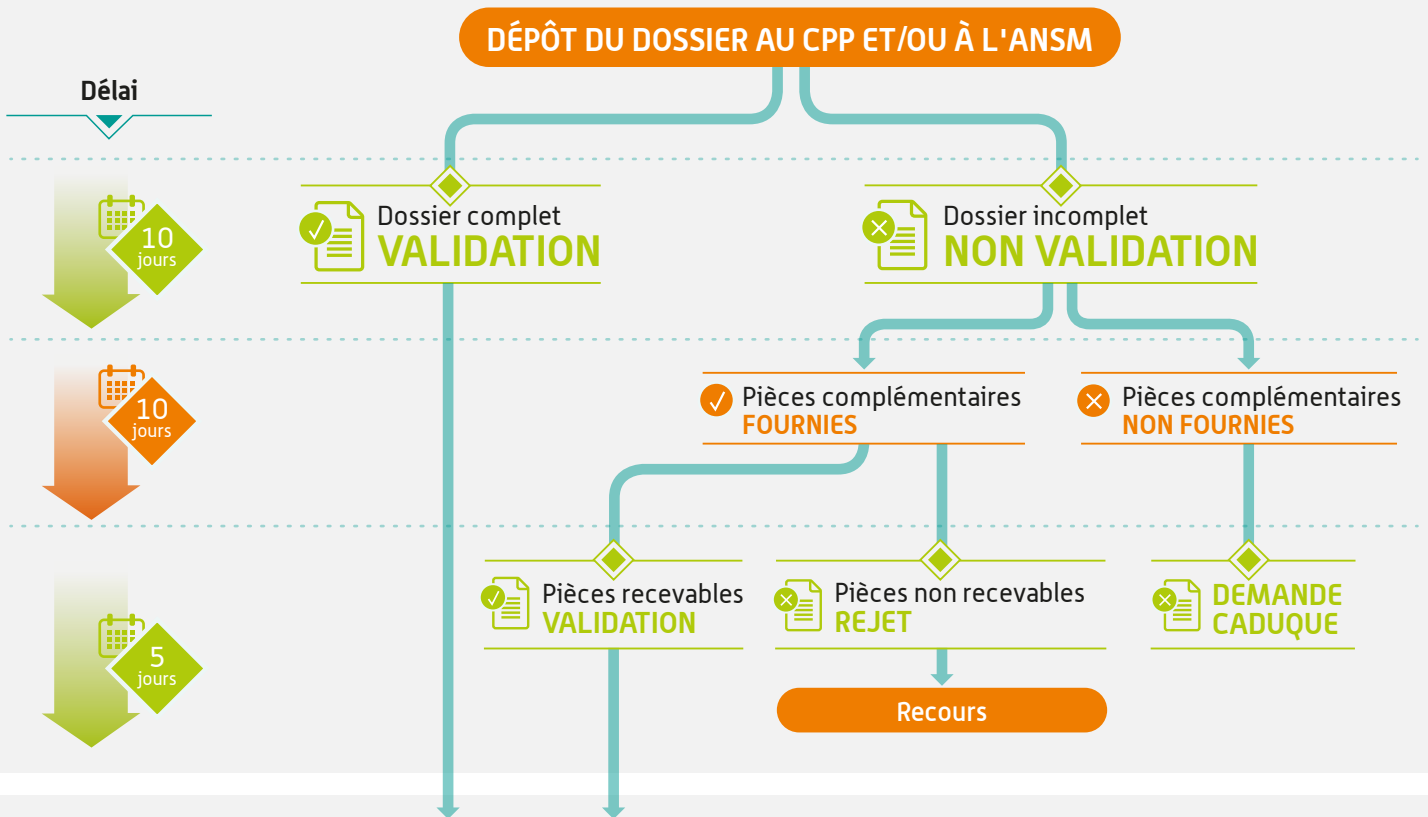 DÉPÔT DU DOSSIER AU CPP ET/OU À L'ANSM
Délai
10
jours
Dossier complet
VALIDATION
Dossier incomplet
NON VALIDATION
10
jours
Pièces complémentaires
FOURNIES
Pièces complémentaires
NON FOURNIES
5
jours
Pièces recevables
VALIDATION
Pièces non recevables
REJET
DEMANDE
CADUQUE
Recours